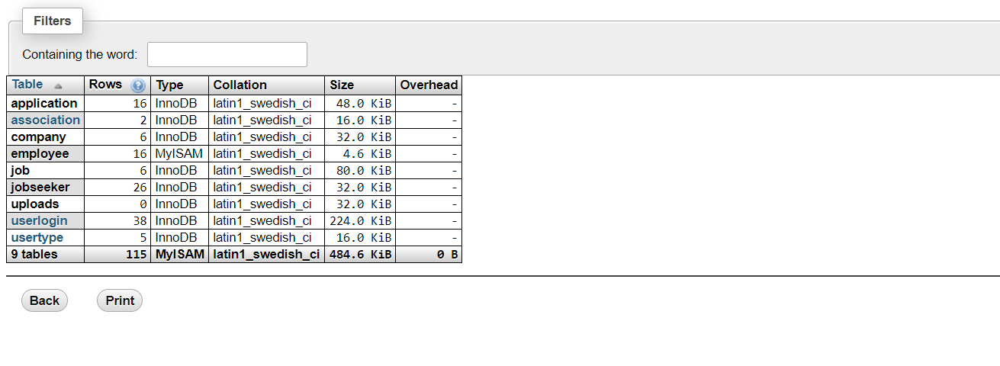 Filters
Containing the word:
Table Rows Type Collation Size Overhead
application 16 InnoDB latin1_swedish_ci 48.0 KiB -
association 2 InnoDB latin1_swedish_ci 16.0 KiB -
company 6 InnoDB latin1_swedish_ci 32.0 KiB -
employee 16 MyISAM latin1_swedish_ci 4.6 KiB -
job 6 InnoDB latin1_swedish_ci 80.0 KiB -
jobseeker 26 InnoDB latin1_swedish_ci 32.0 KiB -
uploads 0 InnoDB latin1_swedish_ci 32.0 KiB -
userlogin 38 InnoDB latin1_swedish_ci 224.0 KiB -
usertype 5 InnoDB latin1_swedish_ci 16.0 KiB -
9 tables 115 MyISAM latin1_swedish_ci 484.6 KiB 0 B
Back Print